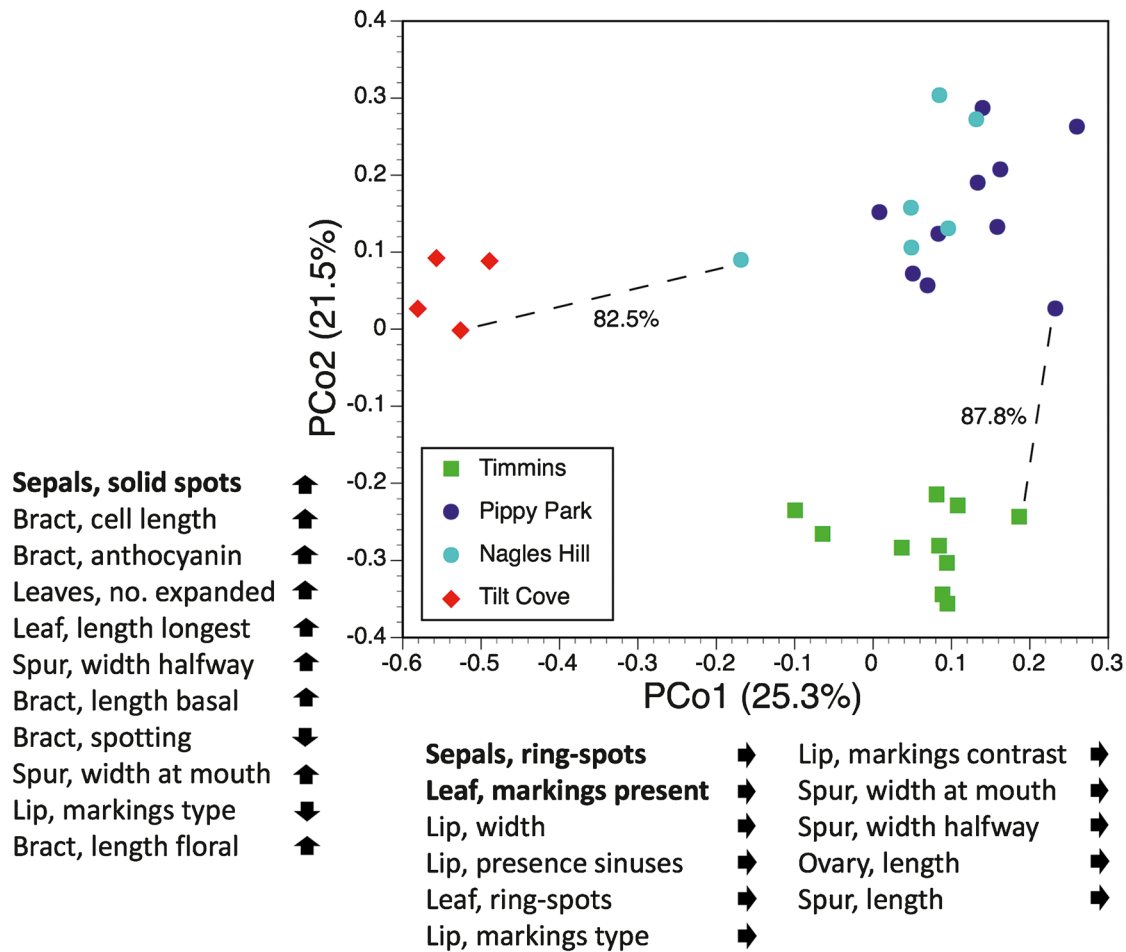 0.4
0.3
0.2
0.1
0
-0.1
-0.2
-0.3
-0.4
PCo2 (21.5%)
82.5%
87.8%
Timmins
Pippy Park
Nagles Hill
Tilt Cove
-0.6 -0.5 -0.4 -0.3 -0.2 -0.1 0 0.1 0.2 0.3
PCo1 (25.3%)
Sepals, solid spots
Bract, cell length
Bract, anthocyanin
Leaves, no. expanded
Leaf, length longest
Spur, width halfway
Bract, length basal
Bract, spotting
Spur, width at mouth
Lip, markings type
Bract, length floral
Sepals, ring-spots
Leaf, markings present
Lip, width
Lip, presence sinuses
Leaf, ring-spots
Lip, markings type
Lip, markings contrast
Spur, width at mouth
Spur, width halfway
Ovary, length
Spur, length